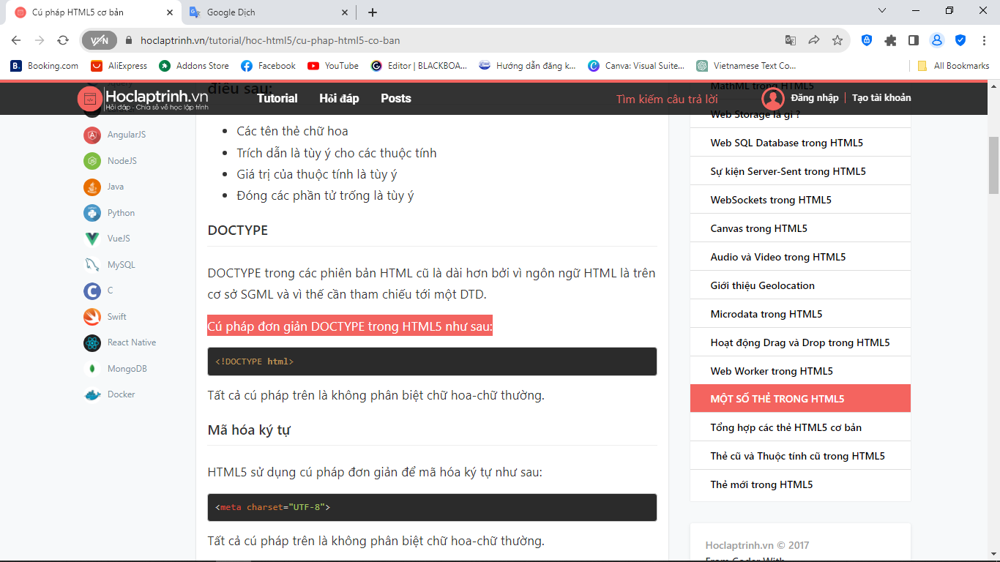 Cú pháp HTML5 cơ bản
Google Dịch
VPN
hoclaptrinh.vn/tutorial/hoc-html5/cu-phap-html5-co-ban
Booking.com
AliExpress
Addons Store
Facebook
YouTube
Editor | BLACKBOA...
Hướng dẫn đăng k...
Canva: Visual Suite...
Vietnamese Text Co...
All Bookmarks
Hoclaptrinh.vn
Hỏi đáp - Chia sẻ về học lập trình
Tutorial
Hỏi đáp
Posts
Tìm kiếm câu trả lời
Đăng nhập
Tạo tài khoản
jQuery
AngularJS
NodeJS
Java
Python
VueJS
MySQL
C
Swift
React Native
MongoDB
Docker
điều sau:
Các tên thẻ chữ hoa
Trích dẫn là tùy ý cho các thuộc tính
Giá trị của thuộc tính là tùy ý
Đóng các phần tử trống là tùy ý
DOCTYPE
DOCTYPE trong các phiên bản HTML cũ là dài hơn bởi vì ngôn ngữ HTML là trên
cơ sở SGML và vì thế cần tham chiếu tới một DTD.
Cú pháp đơn giản DOCTYPE trong HTML5 như sau:
<!DOCTYPE html>
Tất cả cú pháp trên là không phân biệt chữ hoa-chữ thường.
Mã hóa ký tự
HTML5 sử dụng cú pháp đơn giản để mã hóa ký tự như sau:
<meta charset="UTF-8">
Tất cả cú pháp trên là không phân biệt chữ hoa-chữ thường.
MathML trong HTML5
Web Storage là gì ?
Web SQL Database trong HTML5
Sự kiện Server-Sent trong HTML5
WebSockets trong HTML5
Canvas trong HTML5
Audio và Video trong HTML5
Giới thiệu Geolocation
Microdata trong HTML5
Hoạt động Drag và Drop trong HTML5
Web Worker trong HTML5
MỘT SỐ THẺ TRONG HTML5
Tổng hợp các thẻ HTML5 cơ bản
Thẻ cũ và Thuộc tính cũ trong HTML5
Thẻ mới trong HTML5
Hoclaptrinh.vn © 2017
From Coder With